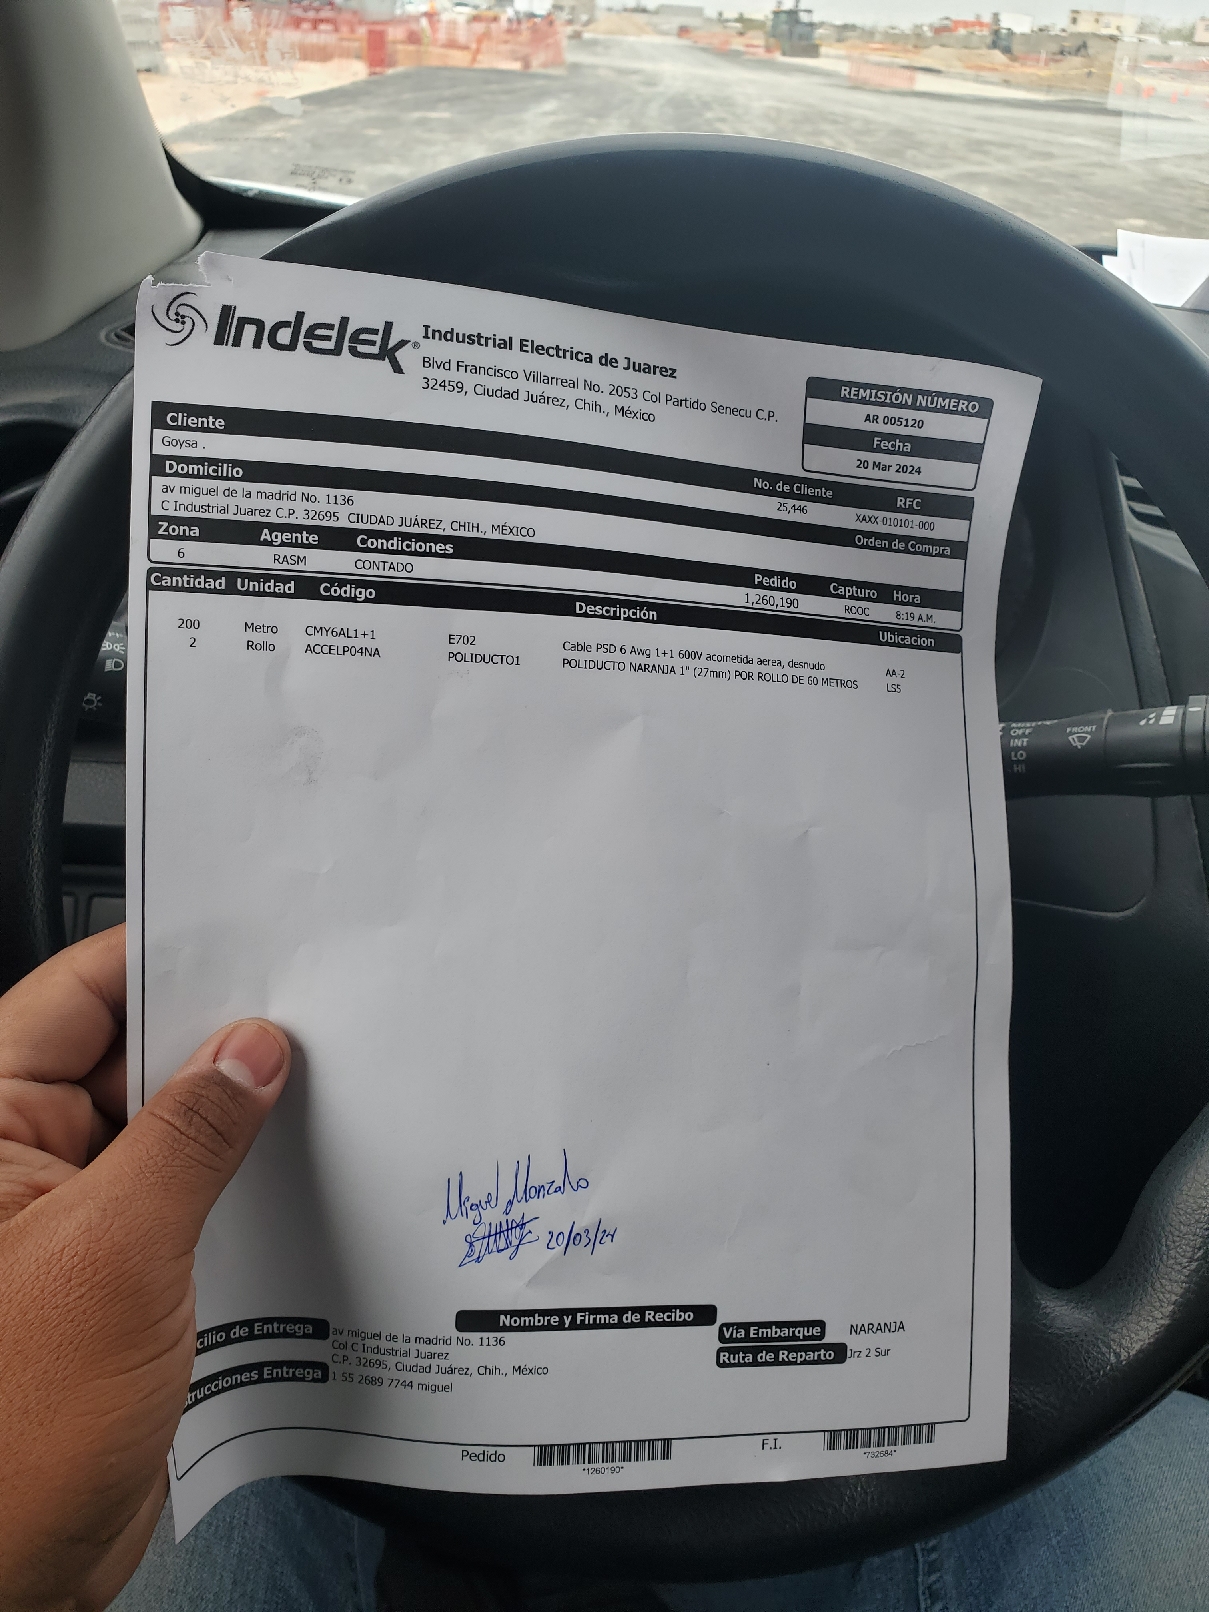 Indelek®
Industrial Electrica de Juarez
Blvd Francisco Villarreal No. 2053 Col Partido Senecu C.P.
32459, Ciudad Juárez, Chih., México
REMISIÓN NÚMERO
AR 005120
Fecha
20 Mar 2024
Cliente
Goysa .
No. de Cliente
25,446
RFC
XAXX-010101-000
Domicilio
av miguel de la madrid No. 1136
C Industrial Juarez C.P. 32695 CIUDAD JUÁREZ, CHIH., MÉXICO
Orden de Compra
Zona Agente Condiciones Pedido Capturo Hora
6 RASM CONTADO 1,260,190 ROOC 8:19 A.M.
Cantidad Unidad Código Descripción Ubicacion
200 Metro CMY6AL1+1 E702 Cable PSD 6 Awg 1+1 600V acometida aerea, desnudo AA-2
2 Rollo ACCELP04NA POLIDUCTO1 POLIDUCTO NARANJA 1" (27mm) POR ROLLO DE 60 METROS LS5
Miguel Monzalvo
20/03/24
Nombre y Firma de Recibo
cilio de Entrega
av miguel de la madrid No. 1136
Col C Industrial Juarez
C.P. 32695, Ciudad Juárez, Chih., México
trucciones Entrega
1 55 2689 7744 miguel
Vía Embarque NARANJA
Ruta de Reparto Jrz 2 Sur
Pedido
*1260190*
F.I.
*732684*
OFF
INT
LO
HI
FRONT